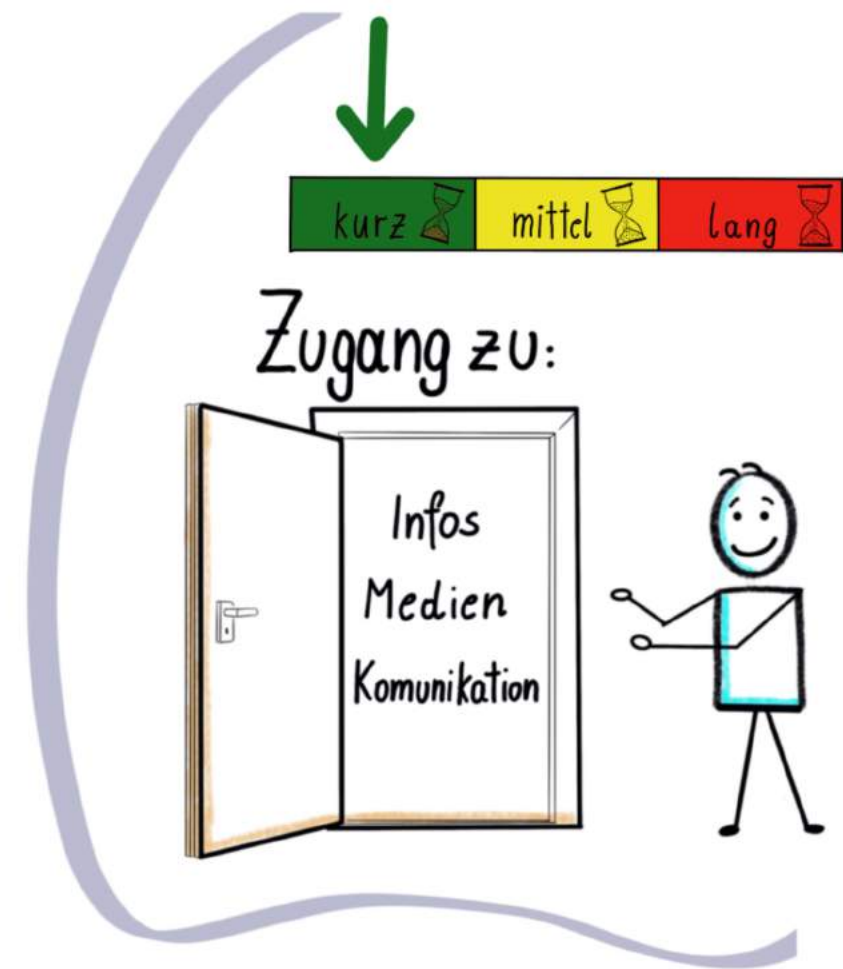 kurz mittel lang
Zugang zu:
Infos
Medien
Komunikation